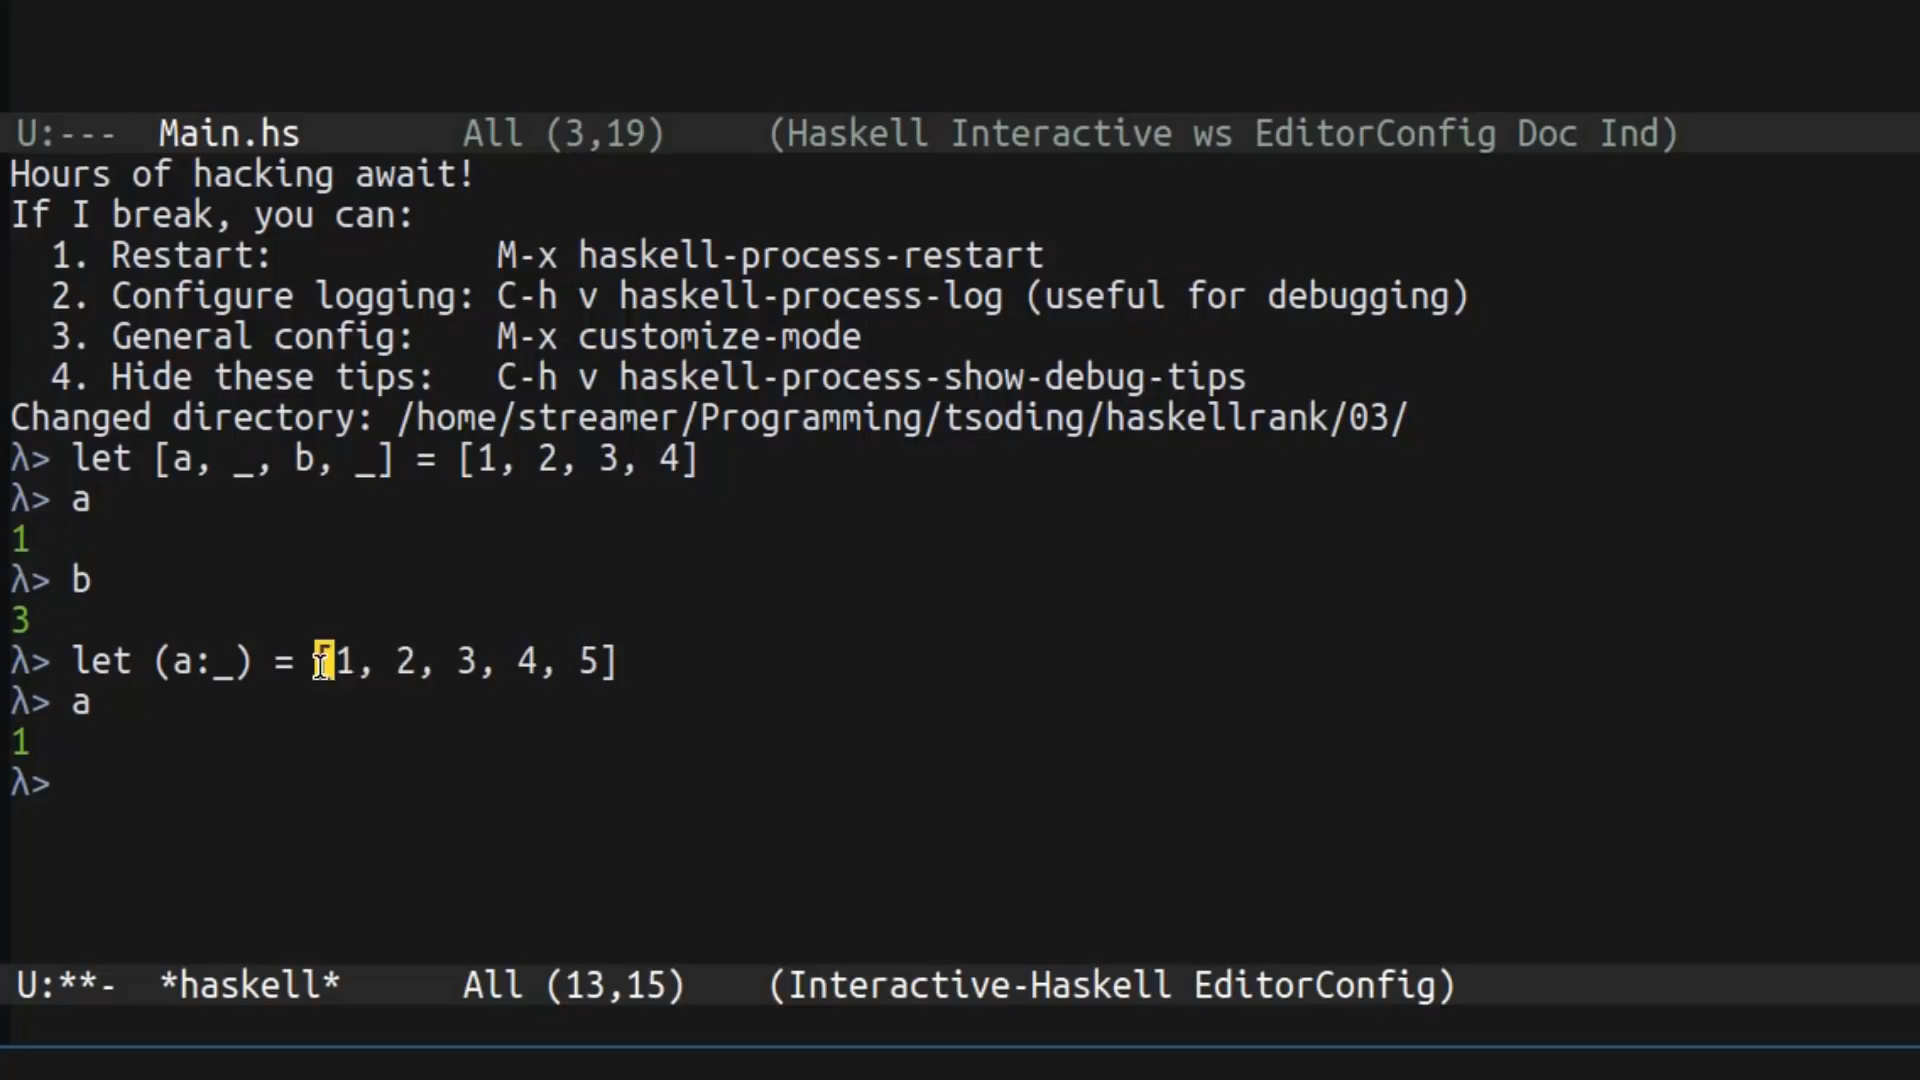 U:---  Main.hs        All (3,19)     (Haskell Interactive ws EditorConfig Doc Ind)
Hours of hacking await!
If I break, you can:
  1. Restart:           M-x haskell-process-restart
  2. Configure logging: C-h v haskell-process-log (useful for debugging)
  3. General config:    M-x customize-mode
  4. Hide these tips:   C-h v haskell-process-show-debug-tips
Changed directory: /home/streamer/Programming/tsoding/haskellrank/03/
λ> let [a, _, b, _] = [1, 2, 3, 4]
λ> a
1
λ> b
3
λ> let (a:_) = [1, 2, 3, 4, 5]
λ> a
1
λ>
U:**-  *haskell*      All (13,15)    (Interactive-Haskell EditorConfig)